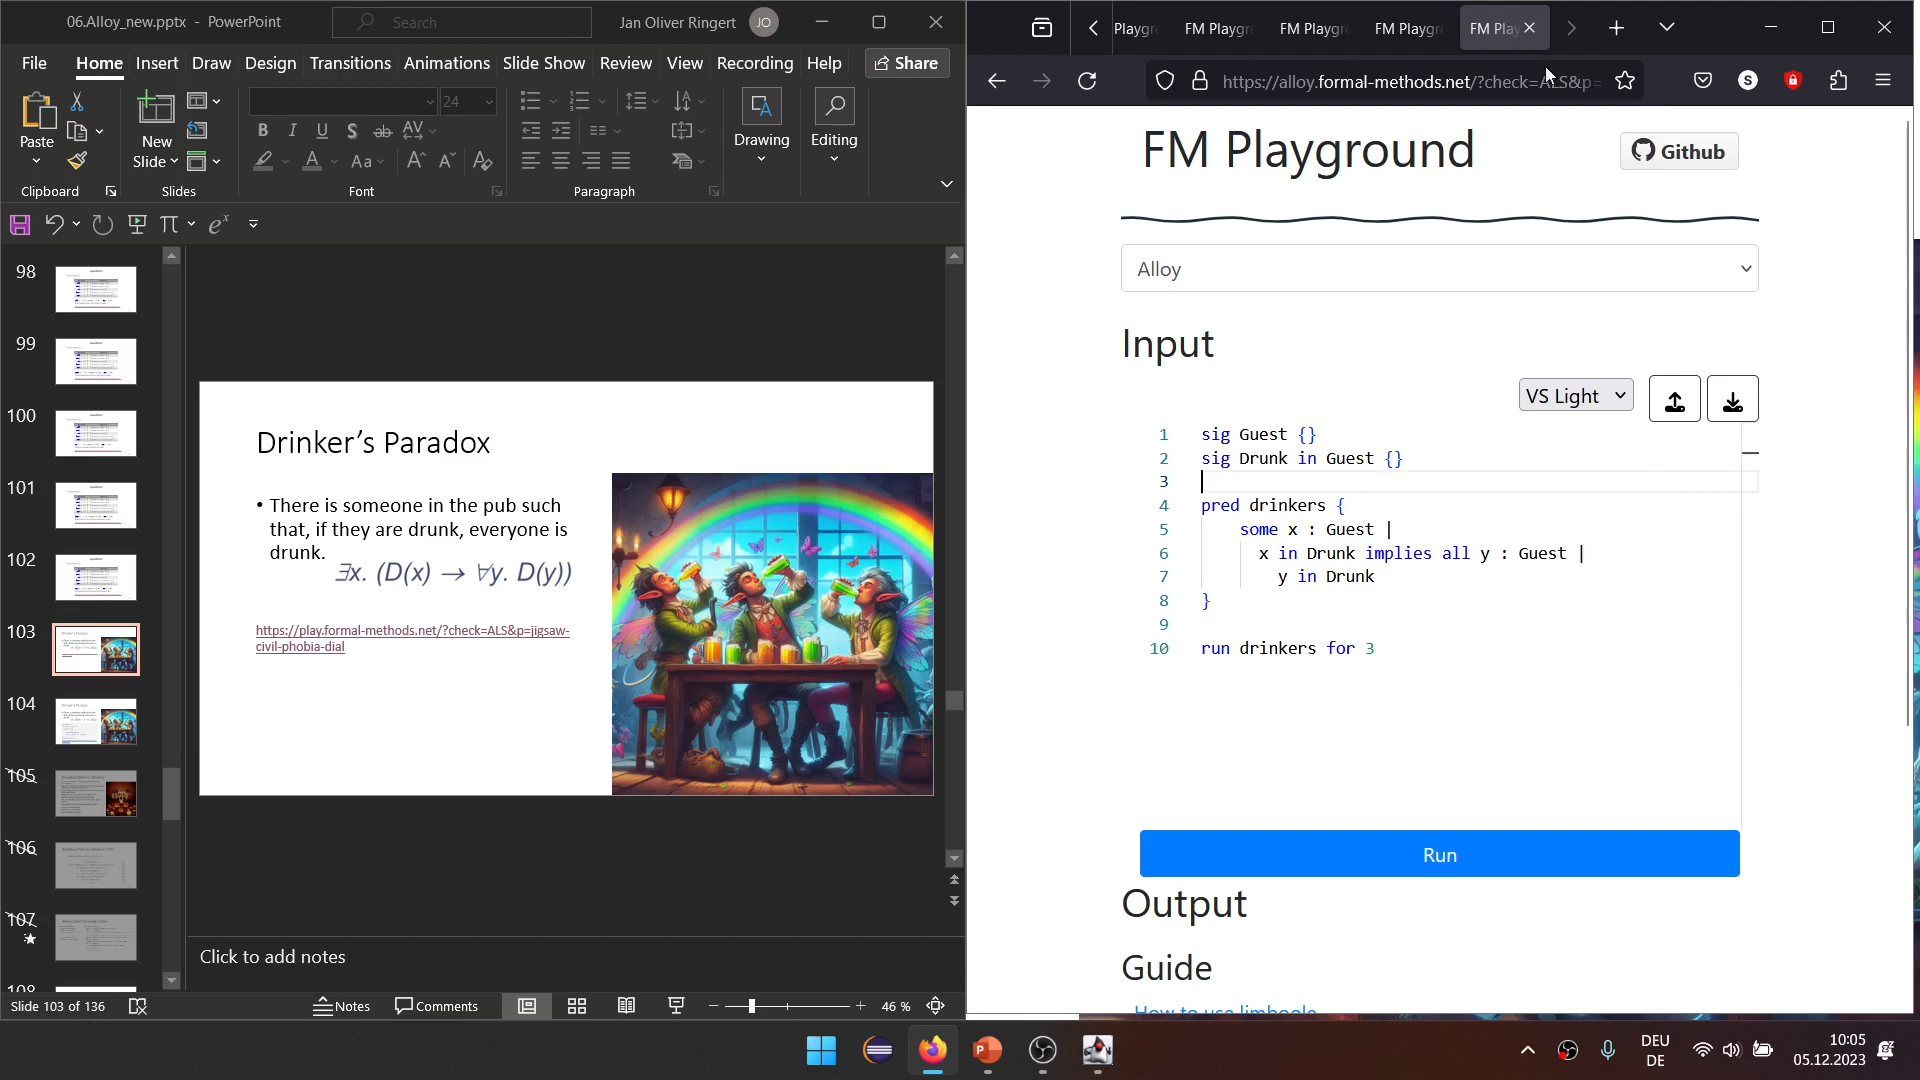 06.Alloy_new.pptx - PowerPoint
Search
Jan Oliver Ringert
JO
File Home Insert Draw Design Transitions Animations Slide Show Review View Recording Help Share
Paste
New
Slide
24
Drawing
Editing
Clipboard
Slides
Font
Paragraph
98
99
100
101
102
103
104
105
106
107
Drinker’s Paradox
• There is someone in the pub such
that, if they are drunk, everyone is
drunk.
∃x. (D(x) → ∀y. D(y))
https://play.formal-methods.net/?check=ALS&p=jigsaw-
civil-phobia-dial
Click to add notes
Slide 103 of 136
Notes
Comments
46 %
FM Play
https://alloy.formal-methods.net/?check=ALS&p=
FM Playground
Github
Alloy
Input
VS Light
1 sig Guest {}
2 sig Drunk in Guest {}
3
4 pred drinkers {
5 some x : Guest |
6 x in Drunk implies all y : Guest |
7 y in Drunk
8 }
9
10 run drinkers for 3
Run
Output
Guide
How to use limboole
DEU
DE
10:05
05.12.2023